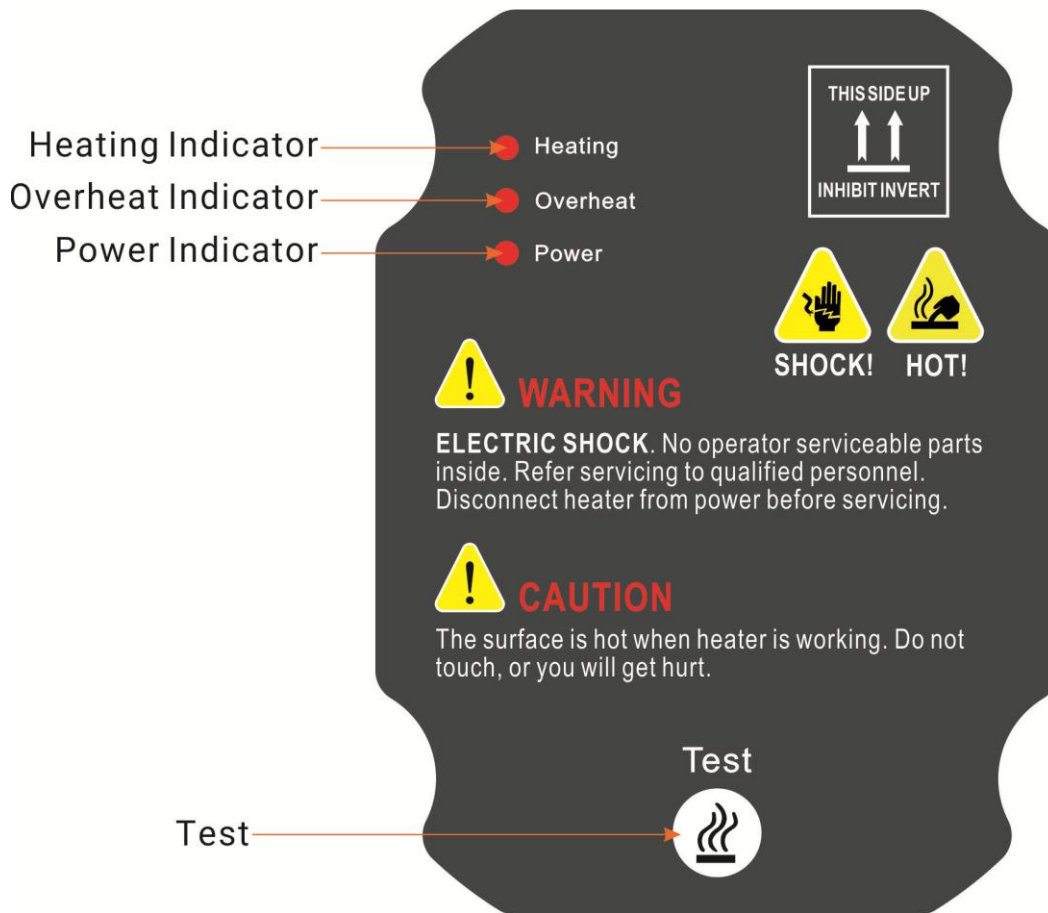 THIS SIDE UP
INHIBIT INVERT
Heating Indicator
Heating
Overheat Indicator
Overheat
Power Indicator
Power
SHOCK!
HOT!
WARNING
ELECTRIC SHOCK. No operator serviceable parts
inside. Refer servicing to qualified personnel.
Disconnect heater from power before servicing.
CAUTION
The surface is hot when heater is working. Do not
touch, or you will get hurt.
Test
Test